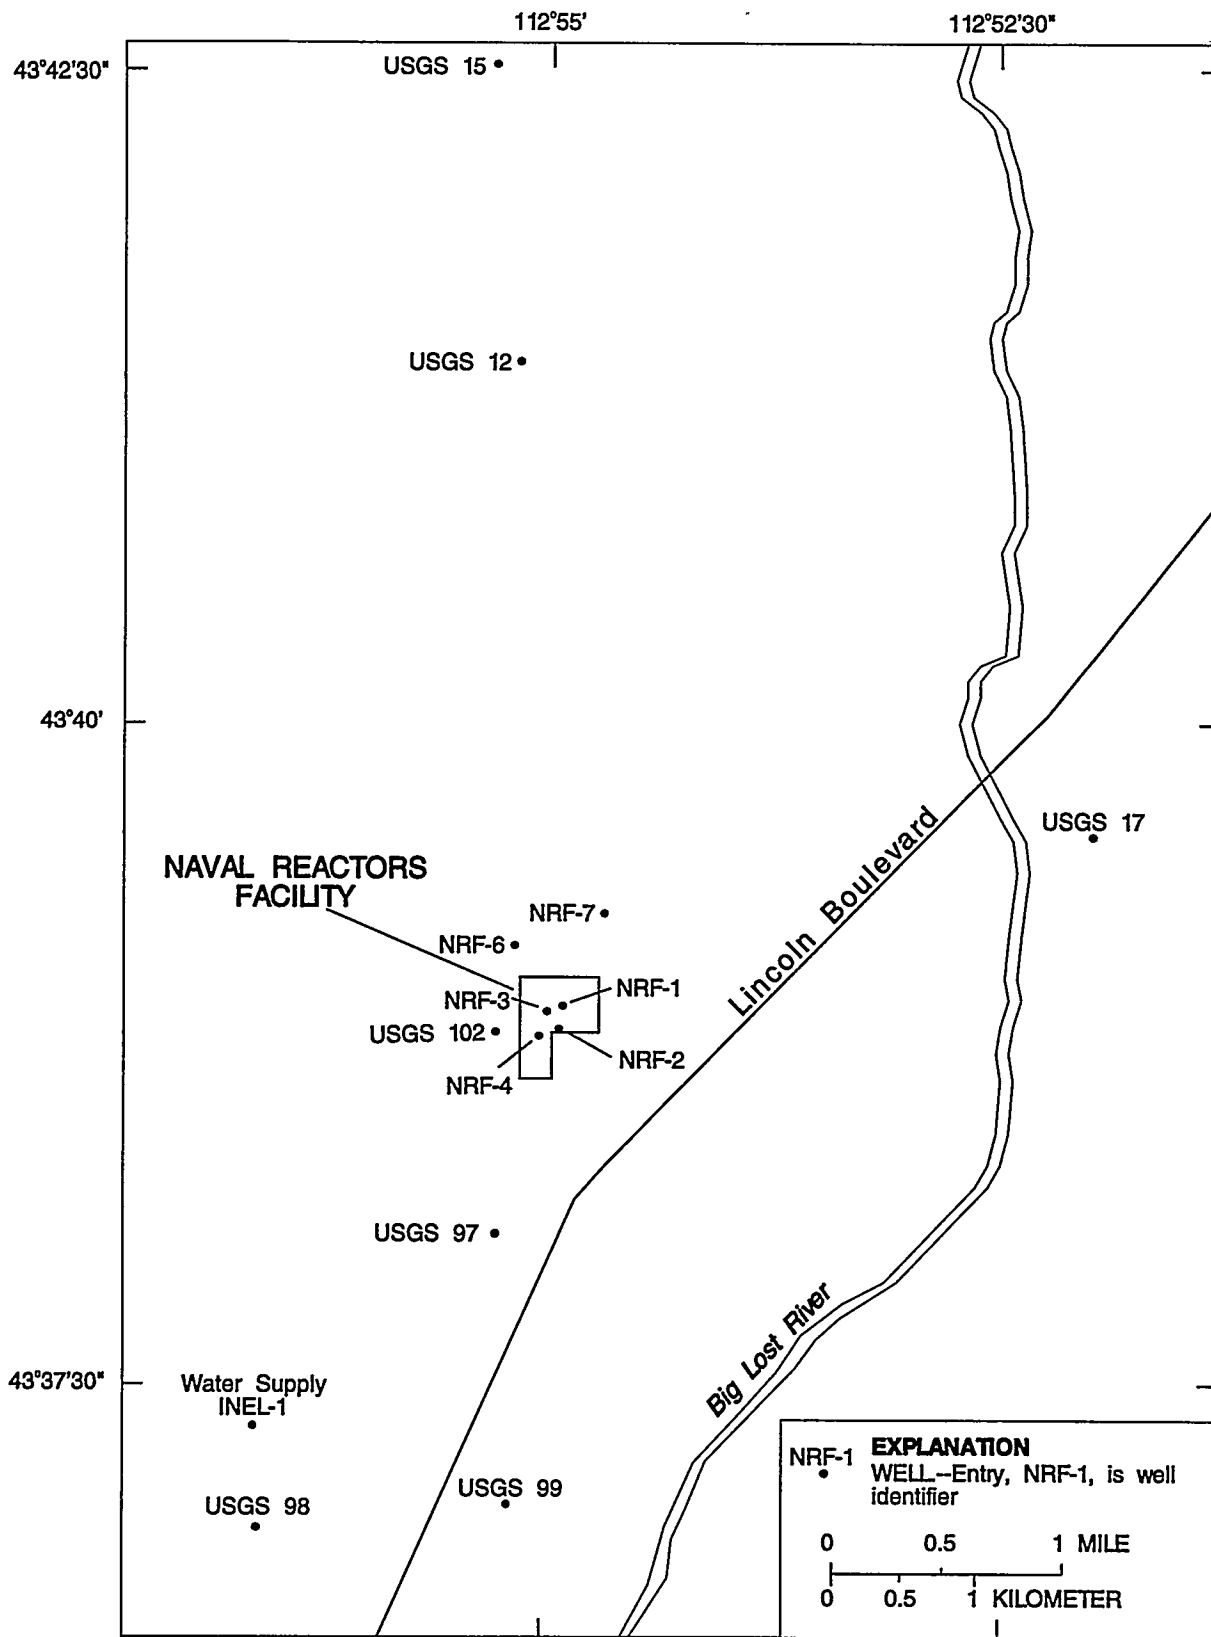 112°55'
112°52'30"
43°42'30"
USGS 15
USGS 12
43°40'
Lincoln Boulevard
USGS 17
NAVAL REACTORS
FACILITY
NRF-7
NRF-6
NRF-3
NRF-1
USGS 102
NRF-2
NRF-4
USGS 97
Big Lost River
43°37'30"
Water Supply
INEL-1
USGS 99
USGS 98
EXPLANATION
NRF-1
WELL--Entry, NRF-1, is well
identifier
0 0.5 1 MILE
0 0.5 1 KILOMETER